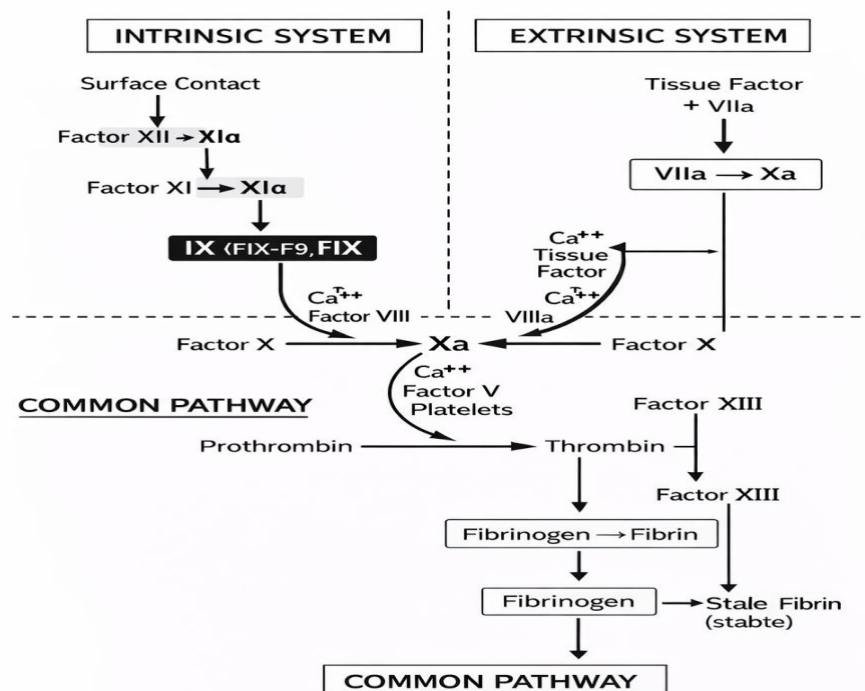 INTRINSIC SYSTEM
EXTRINSIC SYSTEM
Surface Contact
Factor XII → XIα
Factor XI → XIα
IX (FIX-F9, FIX
Ca++
Factor VIII
Tissue Factor
+ VIIa
VIIa → Xa
Ca++
Tissue
Factor
Ca++
VIIIa
Factor X
Xa
Factor X
Ca++
Factor V
Platelets
COMMON PATHWAY
Prothrombin
Thrombin
Factor XIII
Factor XIII
Fibrinogen → Fibrin
Fibrinogen
Stale Fibrin
(stabte)
COMMON PATHWAY